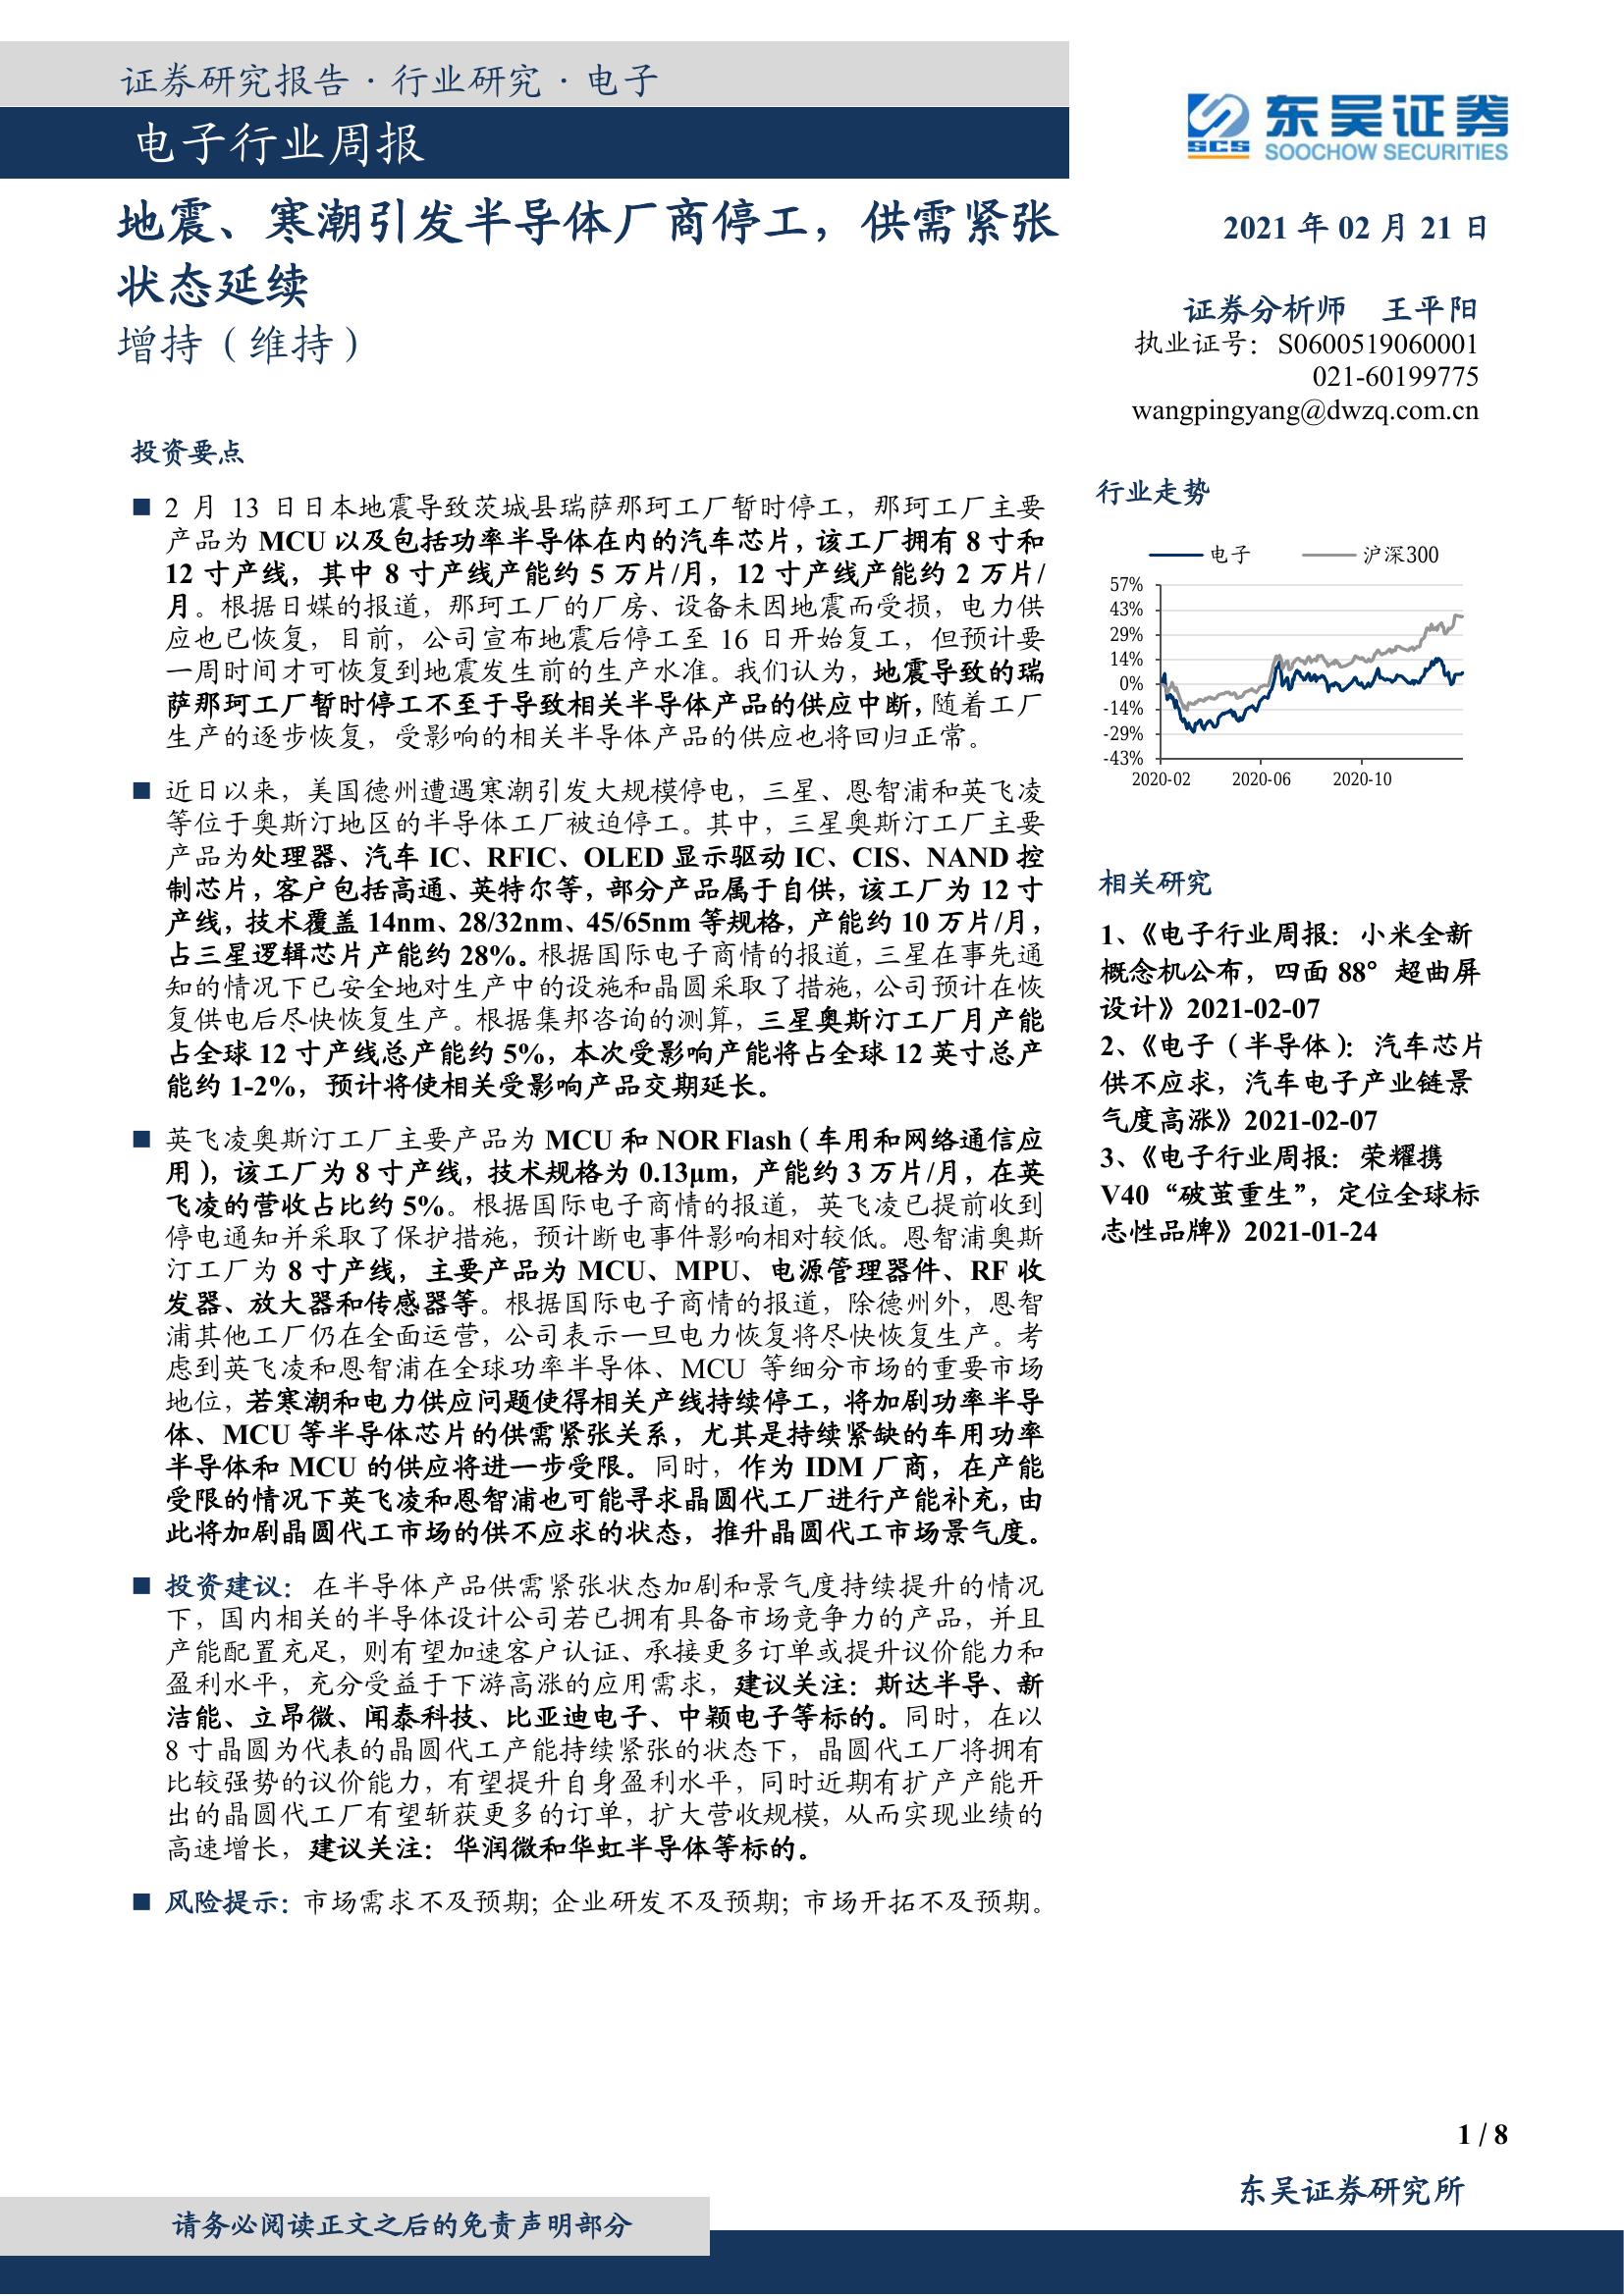 证券研究报告 · 行业研究 · 电子
电子行业周报
东吴证券
SCS
SOOCHOW SECURITIES
地震、寒潮引发半导体厂商停工，供需紧张
状态延续
增持（维持）
2021 年 02 月 21 日
证券分析师 王平阳
执业证号：S0600519060001
021-60199775
wangpingyang@dwzq.com.cn
投资要点
■ 2 月 13 日日本地震导致茨城县瑞萨那珂工厂暂时停工，那珂工厂主要
产品为 MCU 以及包括功率半导体在内的汽车芯片，该工厂拥有 8 寸和
12 寸产线，其中 8 寸产线产能约 5 万片/月，12 寸产线产能约 2 万片/
月。根据日媒的报道，那珂工厂的厂房、设备未因地震而受损，电力供
应也已恢复，目前，公司宣布地震后停工至 16 日开始复工，但预计要
一周时间才可恢复到地震发生前的生产水准。我们认为，地震导致的瑞
萨那珂工厂暂时停工不至于导致相关半导体产品的供应中断，随着工厂
生产的逐步恢复，受影响的相关半导体产品的供应也将回归正常。
■ 近日以来，美国德州遭遇寒潮引发大规模停电，三星、恩智浦和英飞凌
等位于奥斯汀地区的半导体工厂被迫停工。其中，三星奥斯汀工厂主要
产品为处理器、汽车 IC、RFIC、OLED 显示驱动 IC、CIS、NAND 控
制芯片，客户包括高通、英特尔等，部分产品属于自供，该工厂为 12 寸
产线，技术覆盖 14nm、28/32nm、45/65nm 等规格，产能约 10 万片/月，
占三星逻辑芯片产能约 28%。根据国际电子商情的报道，三星在事先通
知的情况下已安全地对生产中的设施和晶圆采取了措施，公司预计在恢
复供电后尽快恢复生产。根据集邦咨询的测算，三星奥斯汀工厂月产能
占全球 12 寸产线总产能约 5%，本次受影响产能将占全球 12 英寸总产
能约 1-2%，预计将使相关受影响产品交期延长。
■ 英飞凌奥斯汀工厂主要产品为 MCU 和 NOR Flash（车用和网络通信应
用），该工厂为 8 寸产线，技术规格为 0.13μm，产能约 3 万片/月，在英
飞凌的营收占比约 5%。根据国际电子商情的报道，英飞凌已提前收到
停电通知并采取了保护措施，预计断电事件影响相对较低。恩智浦奥斯
汀工厂为 8 寸产线，主要产品为 MCU、MPU、电源管理器件、RF 收
发器、放大器和传感器等。根据国际电子商情的报道，除德州外，恩智
浦其他工厂仍在全面运营，公司表示一旦电力恢复将尽快恢复生产。考
虑到英飞凌和恩智浦在全球功率半导体、MCU 等细分市场的重要市场
地位，若寒潮和电力供应问题使得相关产线持续停工，将加剧功率半导
体、MCU 等半导体芯片的供需紧张关系，尤其是持续紧缺的车用功率
半导体和 MCU 的供应将进一步受限。同时，作为 IDM 厂商，在产能
受限的情况下英飞凌和恩智浦也可能寻求晶圆代工厂进行产能补充，由
此将加剧晶圆代工市场的供不应求的状态，推升晶圆代工市场景气度。
■ 投资建议：在半导体产品供需紧张状态加剧和景气度持续提升的情况
下，国内相关的半导体设计公司若已拥有具备市场竞争力的产品，并且
产能配置充足，则有望加速客户认证、承接更多订单或提升议价能力和
盈利水平，充分受益于下游高涨的应用需求，建议关注：斯达半导、新
洁能、立昂微、闻泰科技、比亚迪电子、中颖电子等标的。同时，在以
8 寸晶圆为代表的晶圆代工产能持续紧张的状态下，晶圆代工厂将拥有
比较强势的议价能力，有望提升自身盈利水平，同时近期有扩产产能开
出的晶圆代工厂有望斩获更多的订单，扩大营收规模，从而实现业绩的
高速增长，建议关注：华润微和华虹半导体等标的。
■ 风险提示：市场需求不及预期；企业研发不及预期；市场开拓不及预期。
行业走势
电子 沪深300
57%
43%
29%
14%
0%
-14%
-29%
-43%
2020-02 2020-06 2020-10
相关研究
1、《电子行业周报：小米全新
概念机公布，四面 88°超曲屏
设计》2021-02-07
2、《电子（半导体）：汽车芯片
供不应求，汽车电子产业链景
气度高涨》2021-02-07
3、《电子行业周报：荣耀携
V40“破茧重生”，定位全球标
志性品牌》2021-01-24
1 / 8
东吴证券研究所
请务必阅读正文之后的免责声明部分